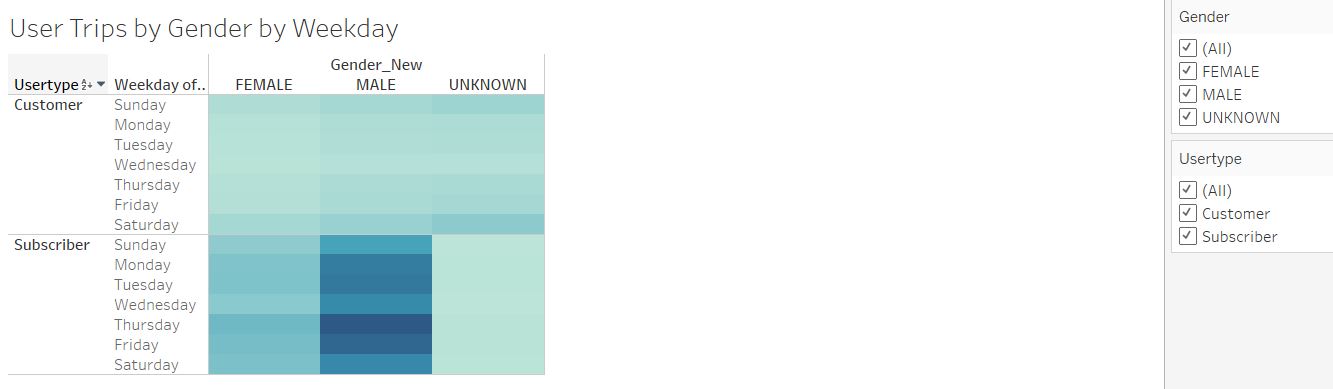 User Trips by Gender by Weekday
Gender_New
Usertype Weekday of.. FEMALE MALE UNKNOWN
Customer Sunday
Monday
Tuesday
Wednesday
Thursday
Friday
Saturday
Subscriber Sunday
Monday
Tuesday
Wednesday
Thursday
Friday
Saturday
Gender
(All)
FEMALE
MALE
UNKNOWN
Usertype
(All)
Customer
Subscriber